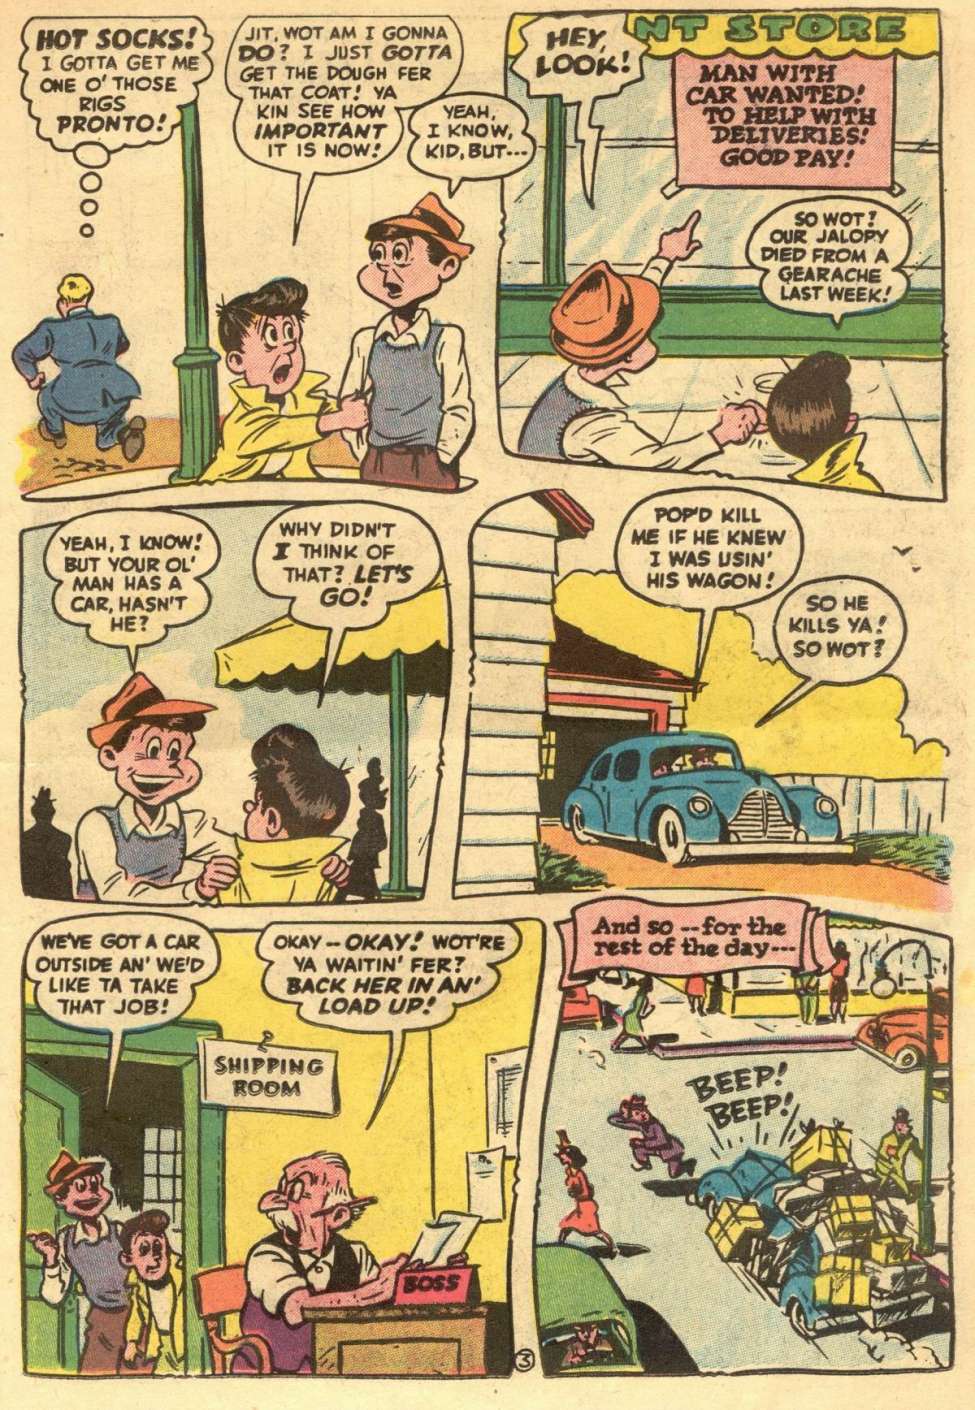 HOT SOCKS!
I GOTTA GET ME
ONE O' THOSE
RIGS
PRONTO!
JIT, WOT AM I GONNA
DO? I JUST GOTTA
GET THE DOUGH FER
THAT COAT! YA
KIN SEE HOW
IMPORTANT
IT IS NOW!
YEAH,
I KNOW,
KID, BUT---
HEY,
LOOK!
NT STORE
MAN WITH
CAR WANTED!
TO HELP WITH
DELIVERIES!
GOOD PAY!
SO WOT?
OUR JALOPY
DIED FROM A
GEARACHE
LAST WEEK!
YEAH, I KNOW!
BUT YOUR OL'
MAN HAS A
CAR, HASN'T
HE?
WHY DIDN'T
I THINK OF
THAT? LET'S
GO!
POP'D KILL
ME IF HE KNEW
I WAS USIN'
HIS WAGON!
SO HE
KILLS YA!
SO WOT?
WE'VE GOT A CAR
OUTSIDE AN' WE'D
LIKE TA TAKE
THAT JOB!
OKAY -- OKAY! WOT'RE
YA WAITIN' FER?
BACK HER IN AN'
LOAD UP!
SHIPPING
ROOM
BOSS
3
And so -- for the
rest of the day---
BEEP!
BEEP!